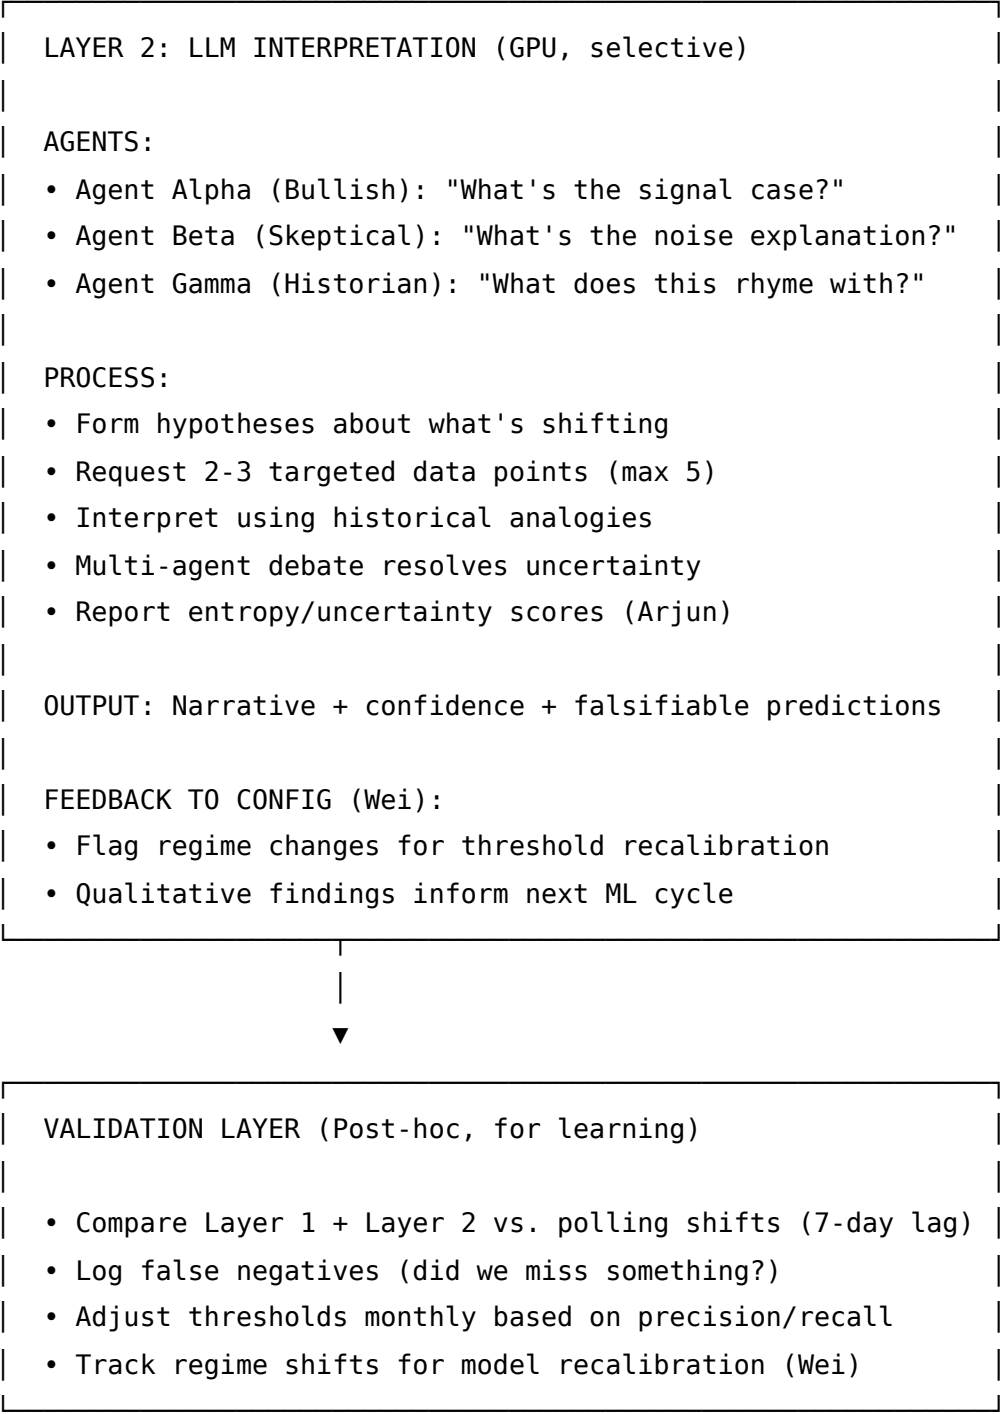 LAYER 2: LLM INTERPRETATION (GPU, selective)
AGENTS:
• Agent Alpha (Bullish): "What's the signal case?"
• Agent Beta (Skeptical): "What's the noise explanation?"
• Agent Gamma (Historian): "What does this rhyme with?"
PROCESS:
• Form hypotheses about what's shifting
• Request 2-3 targeted data points (max 5)
• Interpret using historical analogies
• Multi-agent debate resolves uncertainty
• Report entropy/uncertainty scores (Arjun)
OUTPUT: Narrative + confidence + falsifiable predictions
FEEDBACK TO CONFIG (Wei):
• Flag regime changes for threshold recalibration
• Qualitative findings inform next ML cycle
VALIDATION LAYER (Post-hoc, for learning)
• Compare Layer 1 + Layer 2 vs. polling shifts (7-day lag)
• Log false negatives (did we miss something?)
• Adjust thresholds monthly based on precision/recall
• Track regime shifts for model recalibration (Wei)